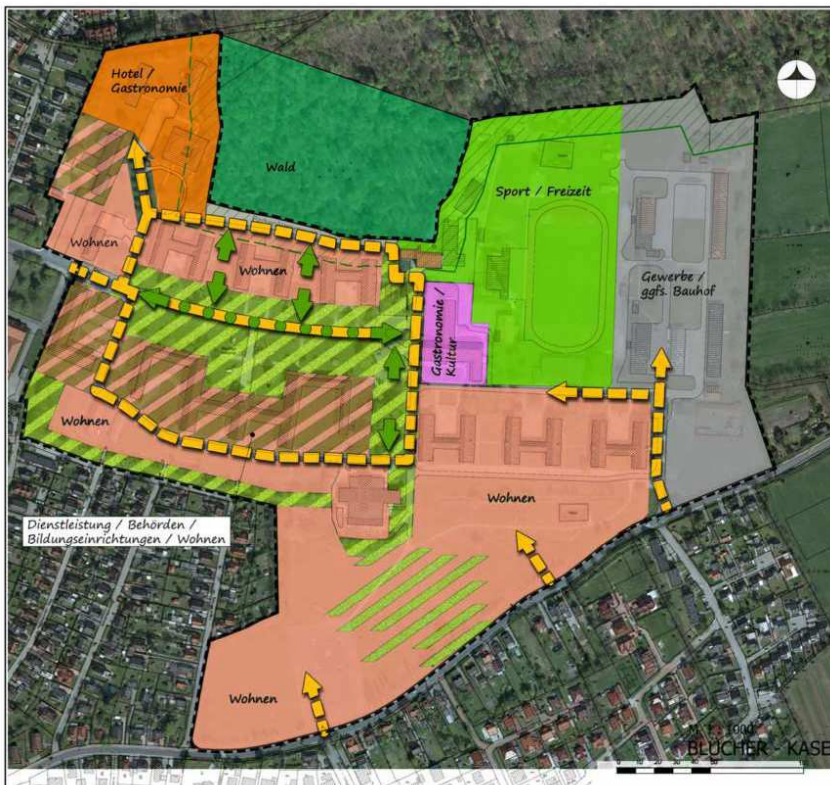 Hotel /
Gastronomie
Wald
Sport / Freizeit
Wohnen
Wohnen
Gewerbe /
ggfs. Bauhof
Gastronomie /
Kultur
Wohnen
Wohnen
Dienstleistung / Behörden /
Bildungseinrichtungen / Wohnen
Wohnen
BLÜCHER - KASE